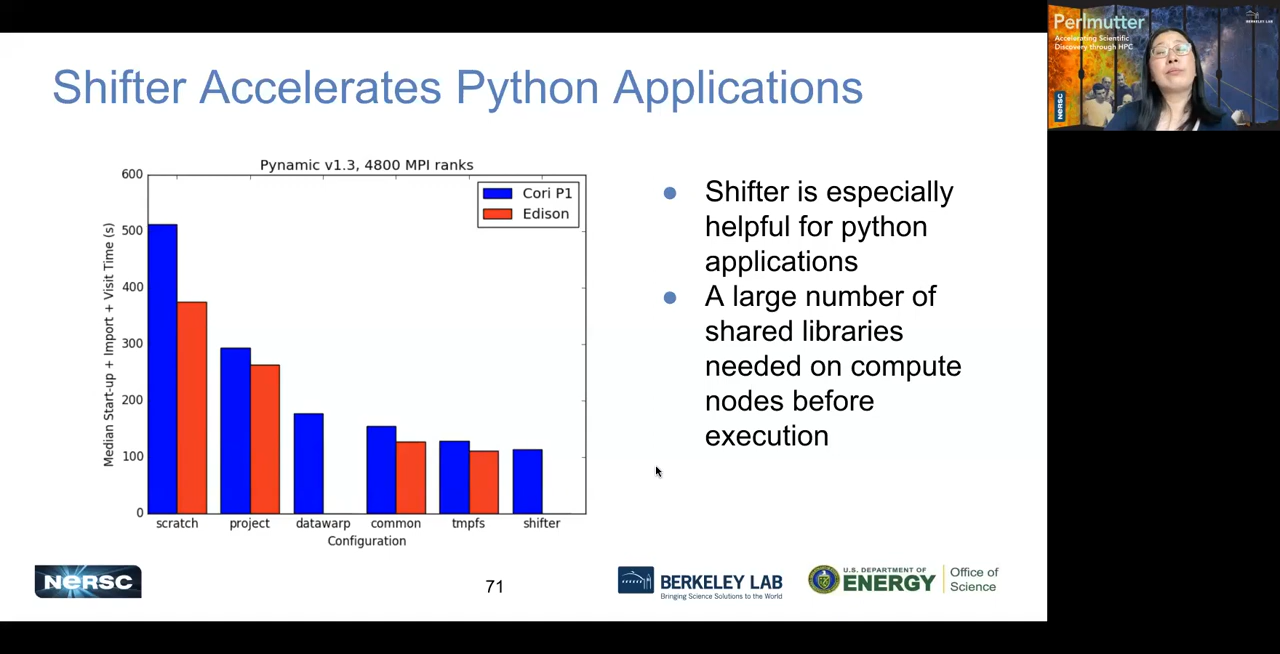 Shifter Accelerates Python Applications
Pynamic v1.3, 4800 MPI ranks
Cori P1
Edison
Median Start-up + Import + Visit Time (s)
600
500
400
300
200
100
0
scratch project datawarp common tmpfs shifter
Configuration
● Shifter is especially
helpful for python
applications
● A large number of
shared libraries
needed on compute
nodes before
execution
NERSC
71
BERKELEY LAB
Bringing Science Solutions to the World
U.S. DEPARTMENT OF
ENERGY
Office of
Science
Perlmutter
Accelerating Scientific
Discovery through HPC
BERKELEY LAB
NERSC